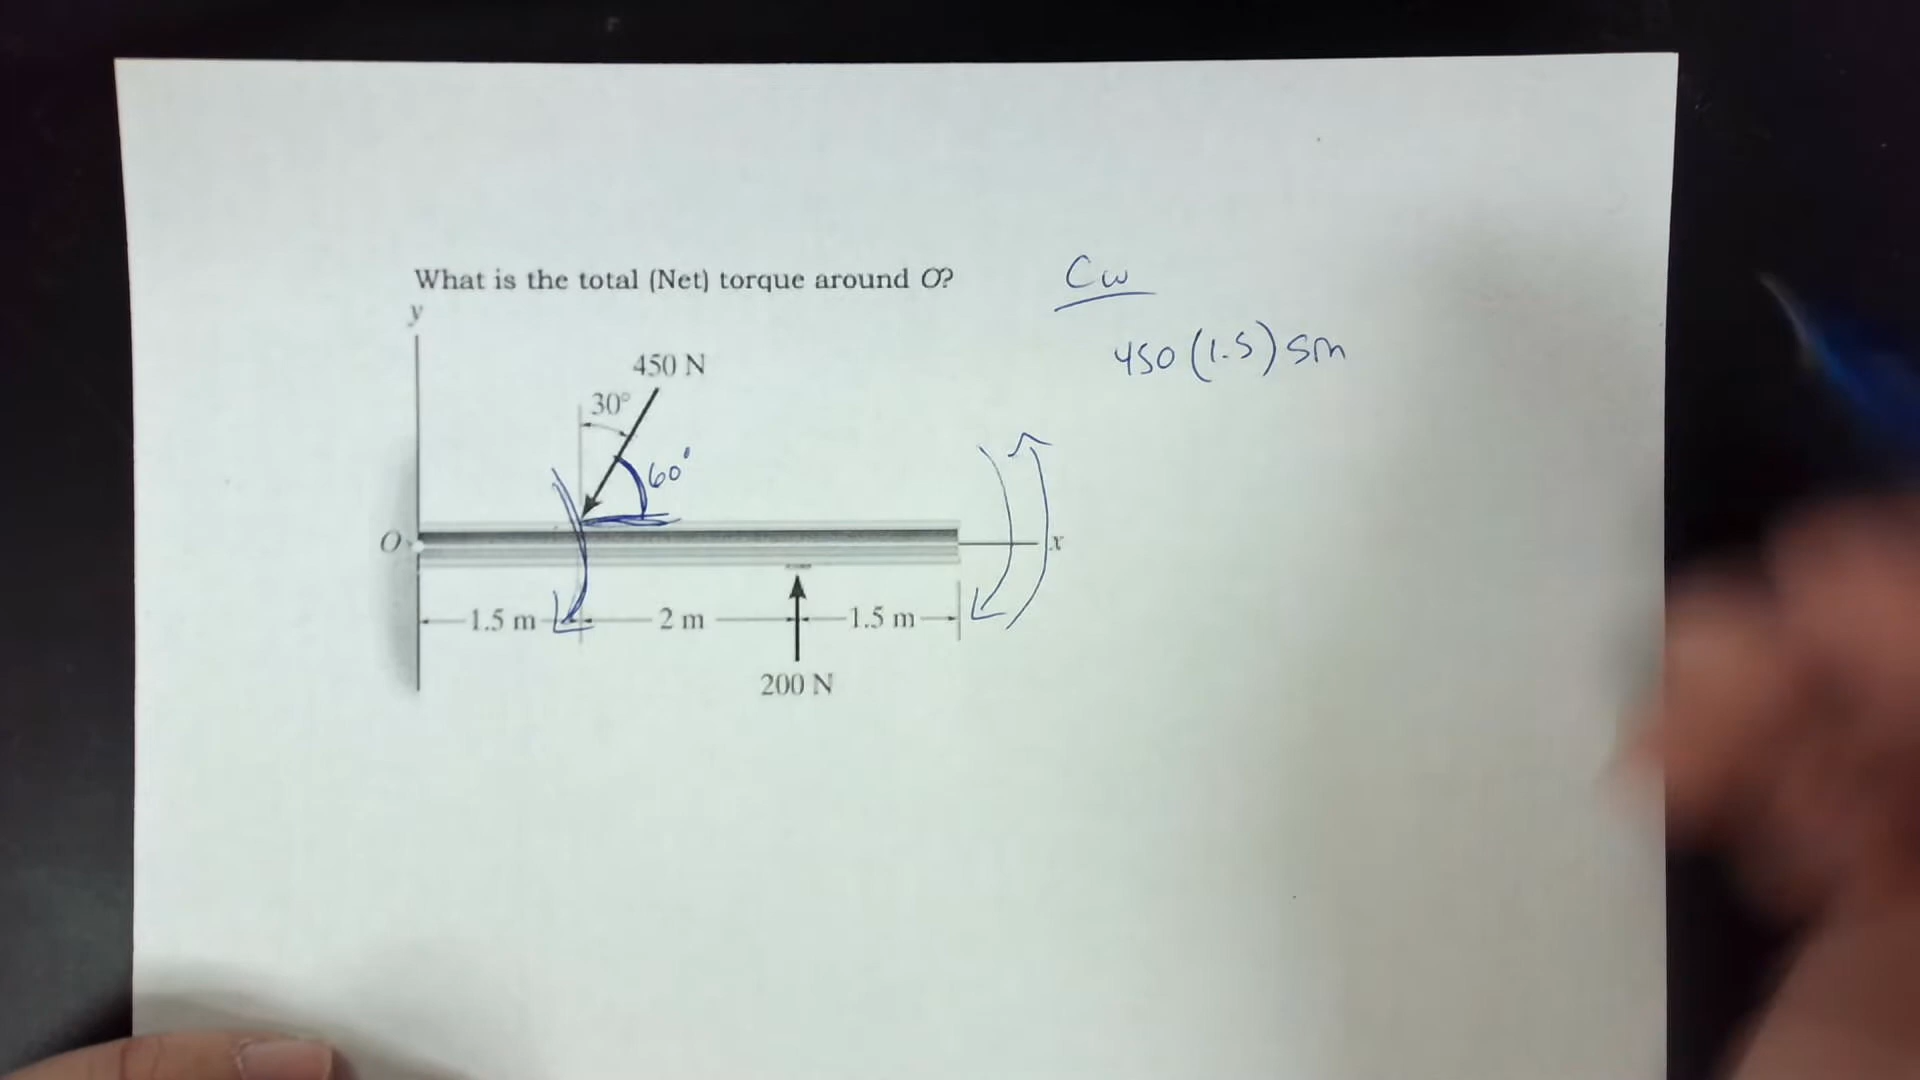 What is the total (Net) torque around O?
y
450 N
30°
60°
O
x
1.5 m
2 m
1.5 m
200 N
Cw
450 (1.5) sin